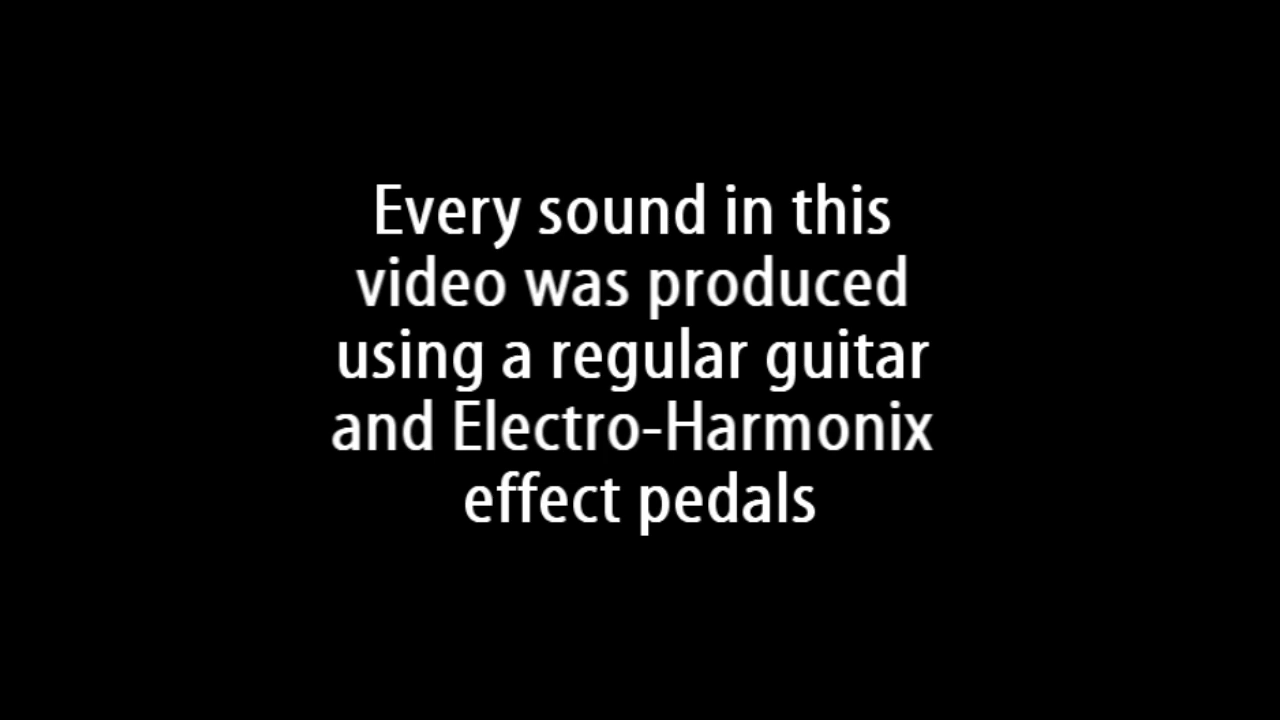 Every sound in this
video was produced
using a regular guitar
and Electro-Harmonix
effect pedals